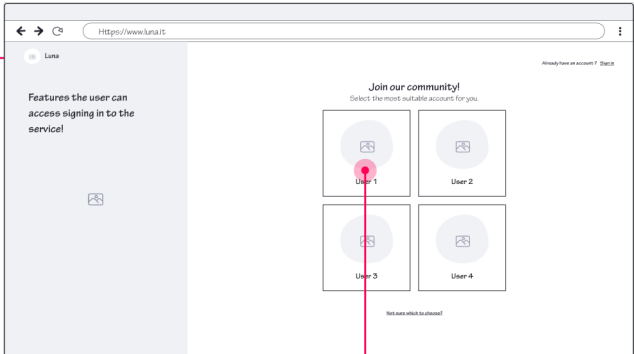 Https://www.luna.it
Luna
Already have an account ? Sign in
Features the user can
access signing in to the
service!
Join our community!
Select the most suitable account for you.
User 1
User 2
User 3
User 4
Not sure which to choose?